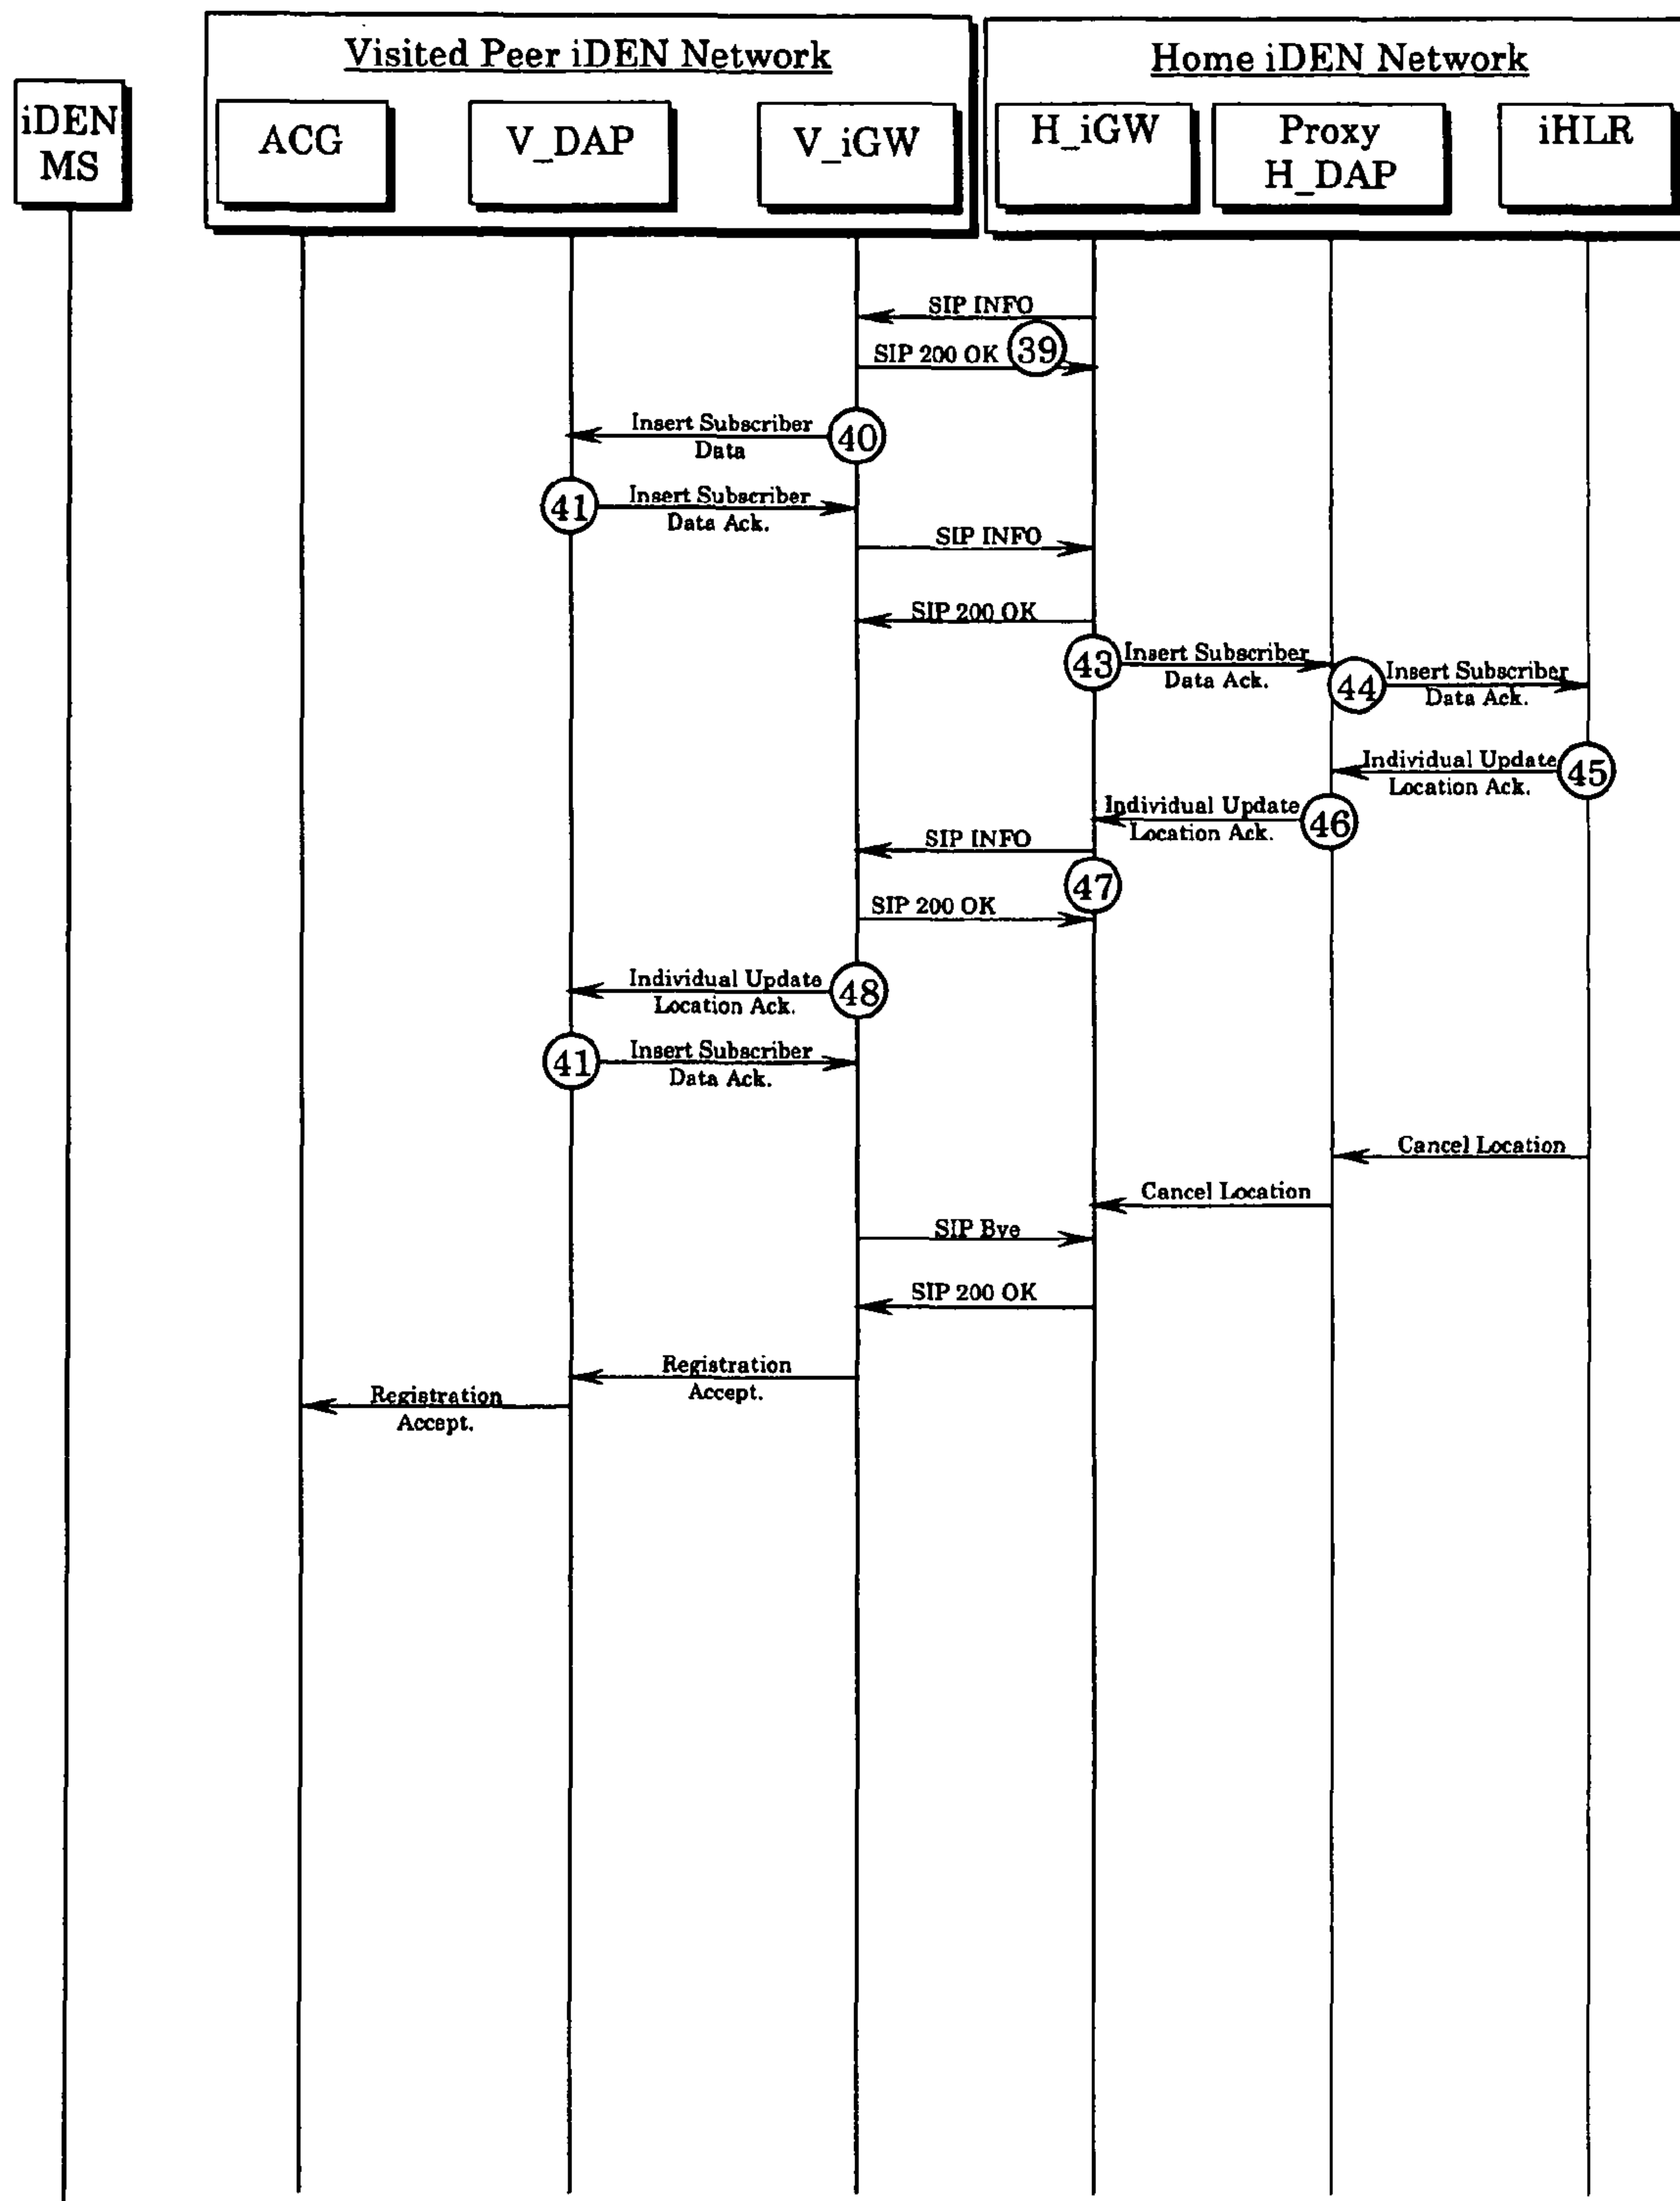 Visited Peer iDEN Network
Home iDEN Network
iDEN
MS
ACG
V_DAP
V_iGW
H_iGW
Proxy
H_DAP
iHLR
SIP INFO
39
SIP 200 OK
Insert Subscriber
Data
40
41
Insert Subscriber
Data Ack.
SIP INFO
SIP 200 OK
43
Insert Subscriber
Data Ack.
44
Insert Subscriber
Data Ack.
Individual Update
Location Ack.
45
Individual Update
Location Ack.
46
SIP INFO
47
SIP 200 OK
Individual Update
Location Ack.
48
41
Insert Subscriber
Data Ack.
Cancel Location
Cancel Location
SIP Bye
SIP 200 OK
Registration
Accept.
Registration
Accept.